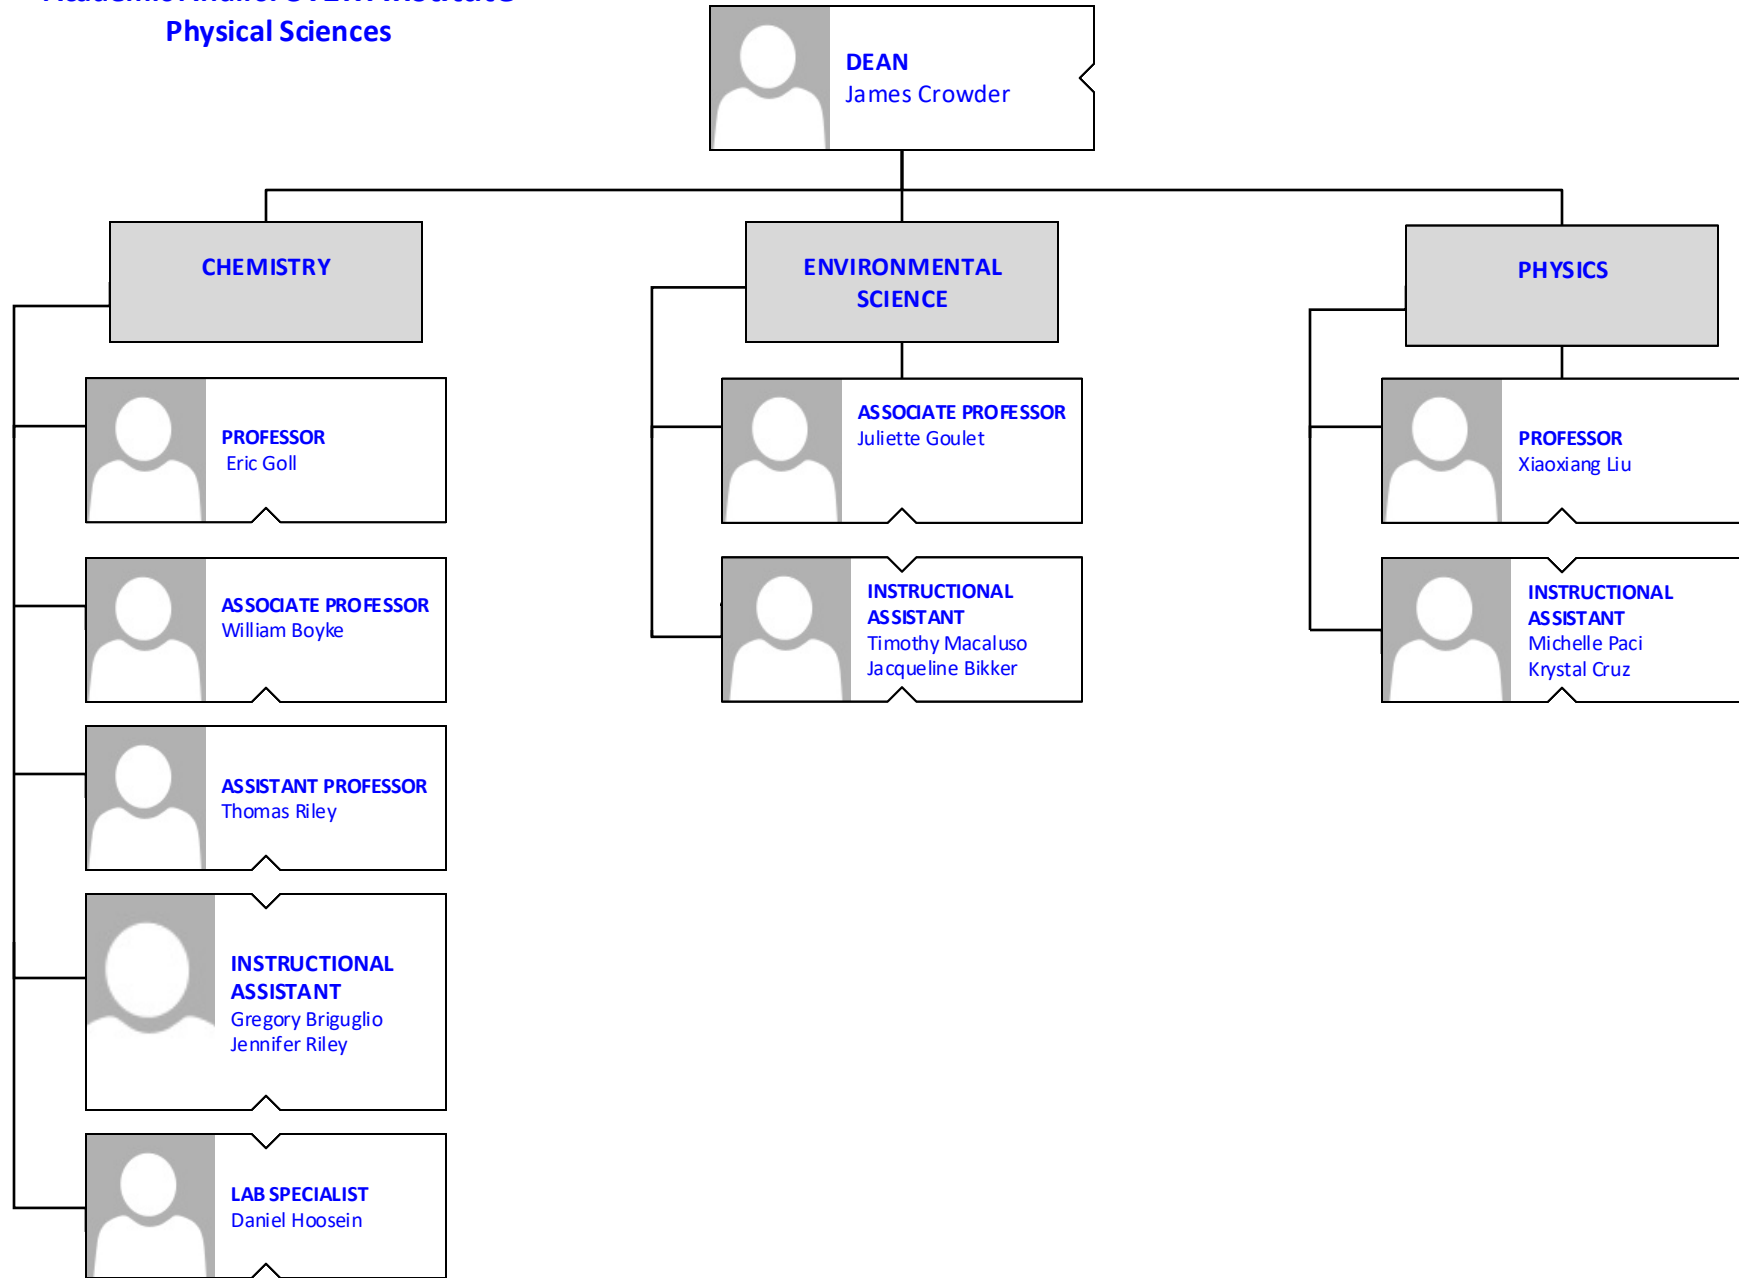 Physical Sciences
DEAN
James Crowder
CHEMISTRY
PROFESSOR
Eric Goll
ASSOCIATE PROFESSOR
William Boyke
ASSISTANT PROFESSOR
Thomas Riley
INSTRUCTIONAL
ASSISTANT
Gregory Briguglio
Jennifer Riley
LAB SPECIALIST
Daniel Hoosein
ENVIRONMENTAL
SCIENCE
ASSOCIATE PROFESSOR
Juliette Goulet
INSTRUCTIONAL
ASSISTANT
Timothy Macaluso
Jacqueline Bikker
PHYSICS
PROFESSOR
Xiaoxiang Liu
INSTRUCTIONAL
ASSISTANT
Michelle Paci
Krystal Cruz